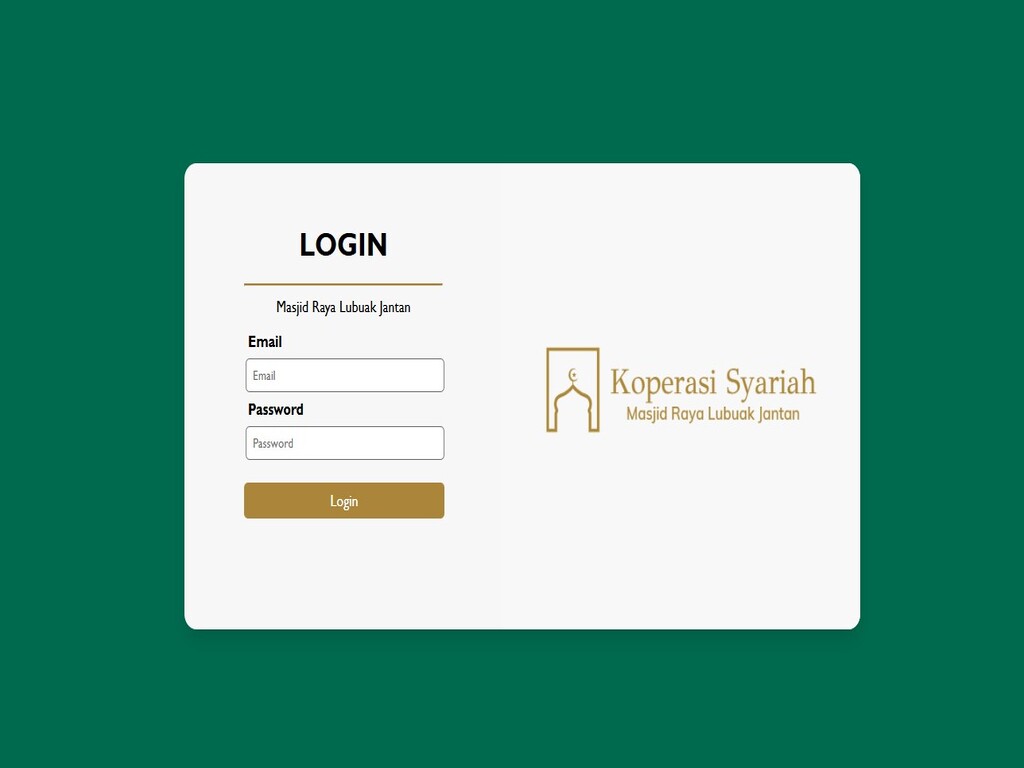 LOGIN
Masjid Raya Lubuak Jantan
Email
Email
Password
Password
Login
Koperasi Syariah
Masjid Raya Lubuak Jantan